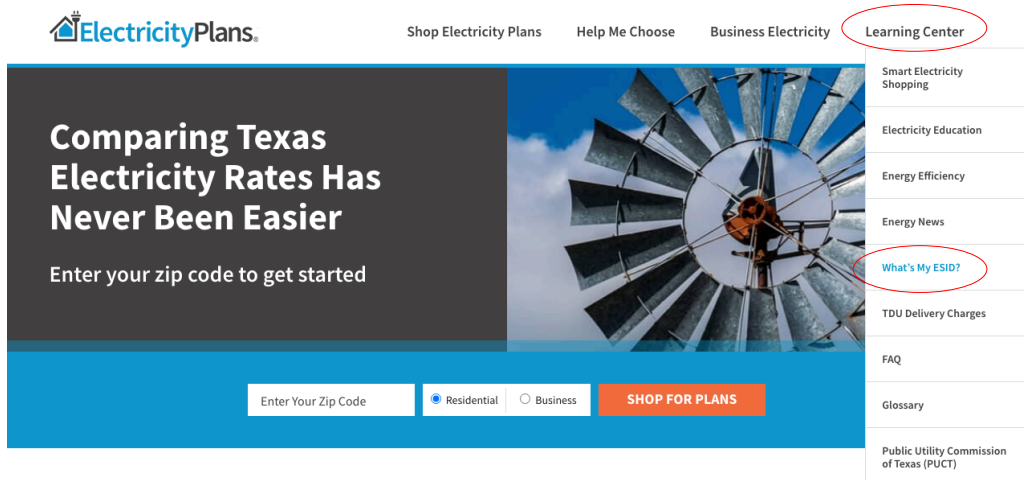 ElectricityPlans®
Shop Electricity Plans
Help Me Choose
Business Electricity
Learning Center
Comparing Texas
Electricity Rates Has
Never Been Easier
Enter your zip code to get started
Enter Your Zip Code
Residential
Business
SHOP FOR PLANS
Smart Electricity
Shopping
Electricity Education
Energy Efficiency
Energy News
What's My ESID?
TDU Delivery Charges
FAQ
Glossary
Public Utility Commission
of Texas (PUCT)